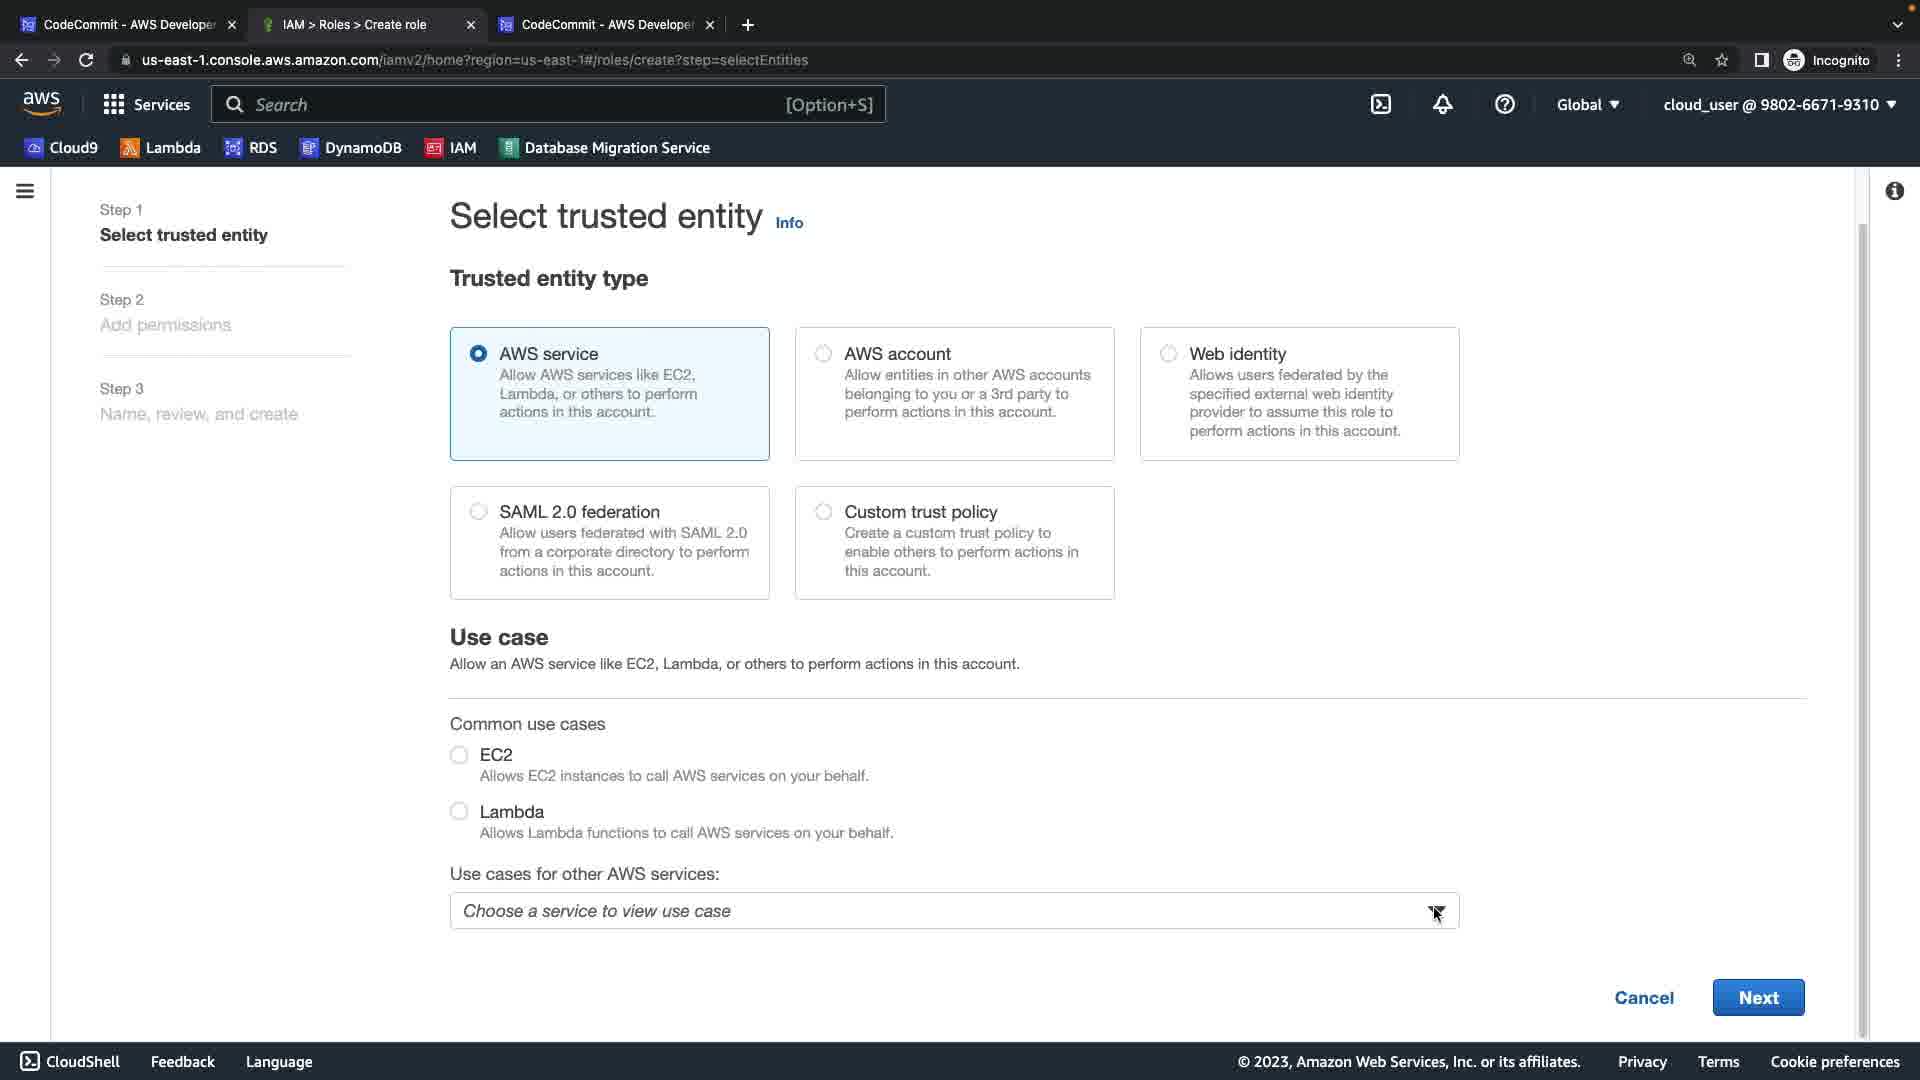 CodeCommit - AWS Developer
IAM > Roles > Create role
CodeCommit - AWS Developer
us-east-1.console.aws.amazon.com/iamv2/home?region=us-east-1#/roles/create?step=selectEntities
Incognito
aws
Services
Search
[Option+S]
Global
cloud_user @ 9802-6671-9310
Cloud9
Lambda
RDS
DynamoDB
IAM
Database Migration Service
Step 1
Select trusted entity
Step 2
Add permissions
Step 3
Name, review, and create
Select trusted entity Info
Trusted entity type
AWS service
Allow AWS services like EC2,
Lambda, or others to perform
actions in this account.
AWS account
Allow entities in other AWS accounts
belonging to you or a 3rd party to
perform actions in this account.
Web identity
Allows users federated by the
specified external web identity
provider to assume this role to
perform actions in this account.
SAML 2.0 federation
Allow users federated with SAML 2.0
from a corporate directory to perform
actions in this account.
Custom trust policy
Create a custom trust policy to
enable others to perform actions in
this account.
Use case
Allow an AWS service like EC2, Lambda, or others to perform actions in this account.
Common use cases
EC2
Allows EC2 instances to call AWS services on your behalf.
Lambda
Allows Lambda functions to call AWS services on your behalf.
Use cases for other AWS services:
Choose a service to view use case
Cancel
Next
CloudShell
Feedback
Language
© 2023, Amazon Web Services, Inc. or its affiliates.
Privacy
Terms
Cookie preferences